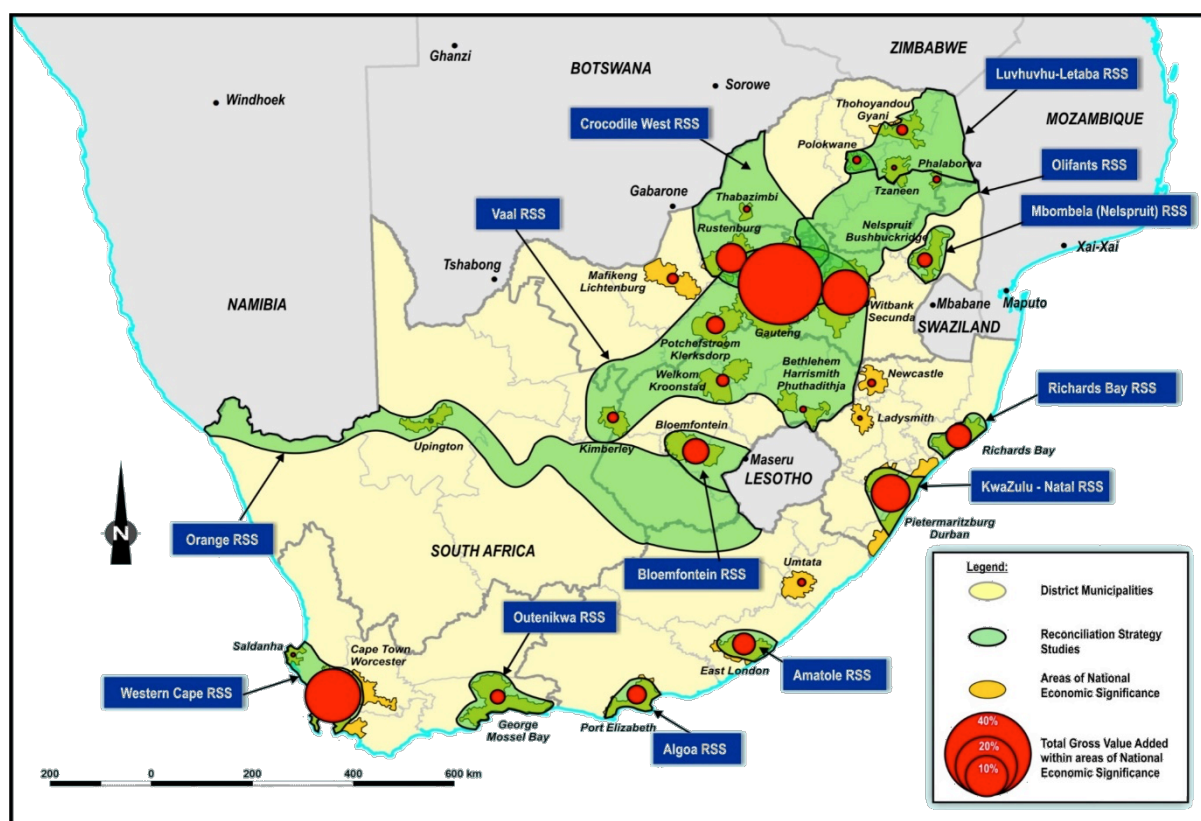 ZIMBABWE
Ghanzi
BOTSWANA
Luvhuvhu-Letaba RSS
Sorowe
Windhoek
Thohoyandou
Gyani
MOZAMBIQUE
Crocodile West RSS
Polokwane
Phalaborwa
Olifants RSS
Tzaneen
Gabarone
Thabazimbi
Vaal RSS
Rustenburg
Nelspruit
Bushbuckridge
Mbombela (Nelspruit) RSS
Xai-Xai
Tshabong
Mafikeng
Lichtenburg
NAMIBIA
Witbank
Secunda
Mbabane
Maputo
SWAZILAND
Gauteng
Potchefstroom
Klerksdorp
Bethlehem
Harrismith
Phuthadithja
Welkom
Kroonstad
Newcastle
Richards Bay RSS
Ladysmith
Bloemfontein
Upington
Kimberley
Maseru
LESOTHO
Richards Bay
KwaZulu - Natal RSS
Pietermaritzburg
Durban
N
Orange RSS
SOUTH AFRICA
Bloemfontein RSS
Umtata
Outenikwa RSS
Saldanha
Cape Town
Worcester
Western Cape RSS
East London
Amatole RSS
George
Mossel Bay
Port Elizabeth
Algoa RSS
200 0 200 400 600 km
Legend:
District Municipalities
Reconciliation Strategy
Studies
Areas of National
Economic Significance
40%
20%
10%
Total Gross Value Added
within areas of National
Economic Significance